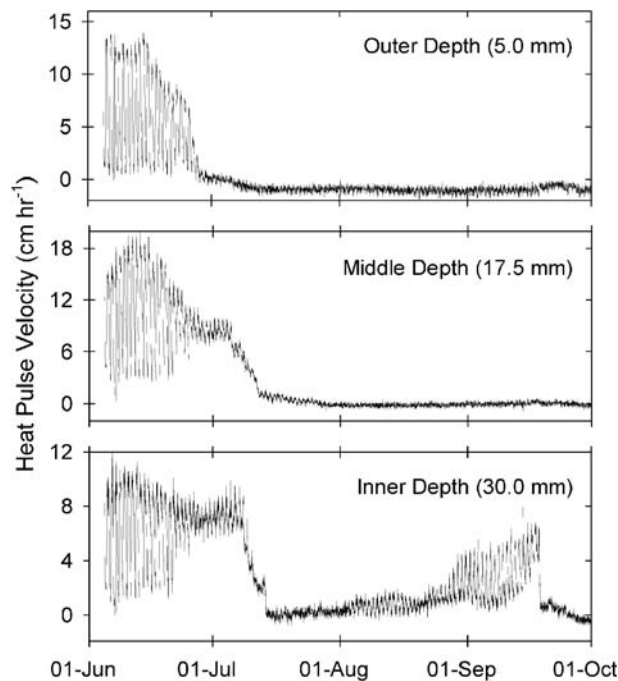 Heat Pulse Velocity (cm hr⁻¹)
15
10
5
0
Outer Depth (5.0 mm)
18
12
6
0
Middle Depth (17.5 mm)
12
8
4
0
Inner Depth (30.0 mm)
01-Jun 01-Jul 01-Aug 01-Sep 01-Oct